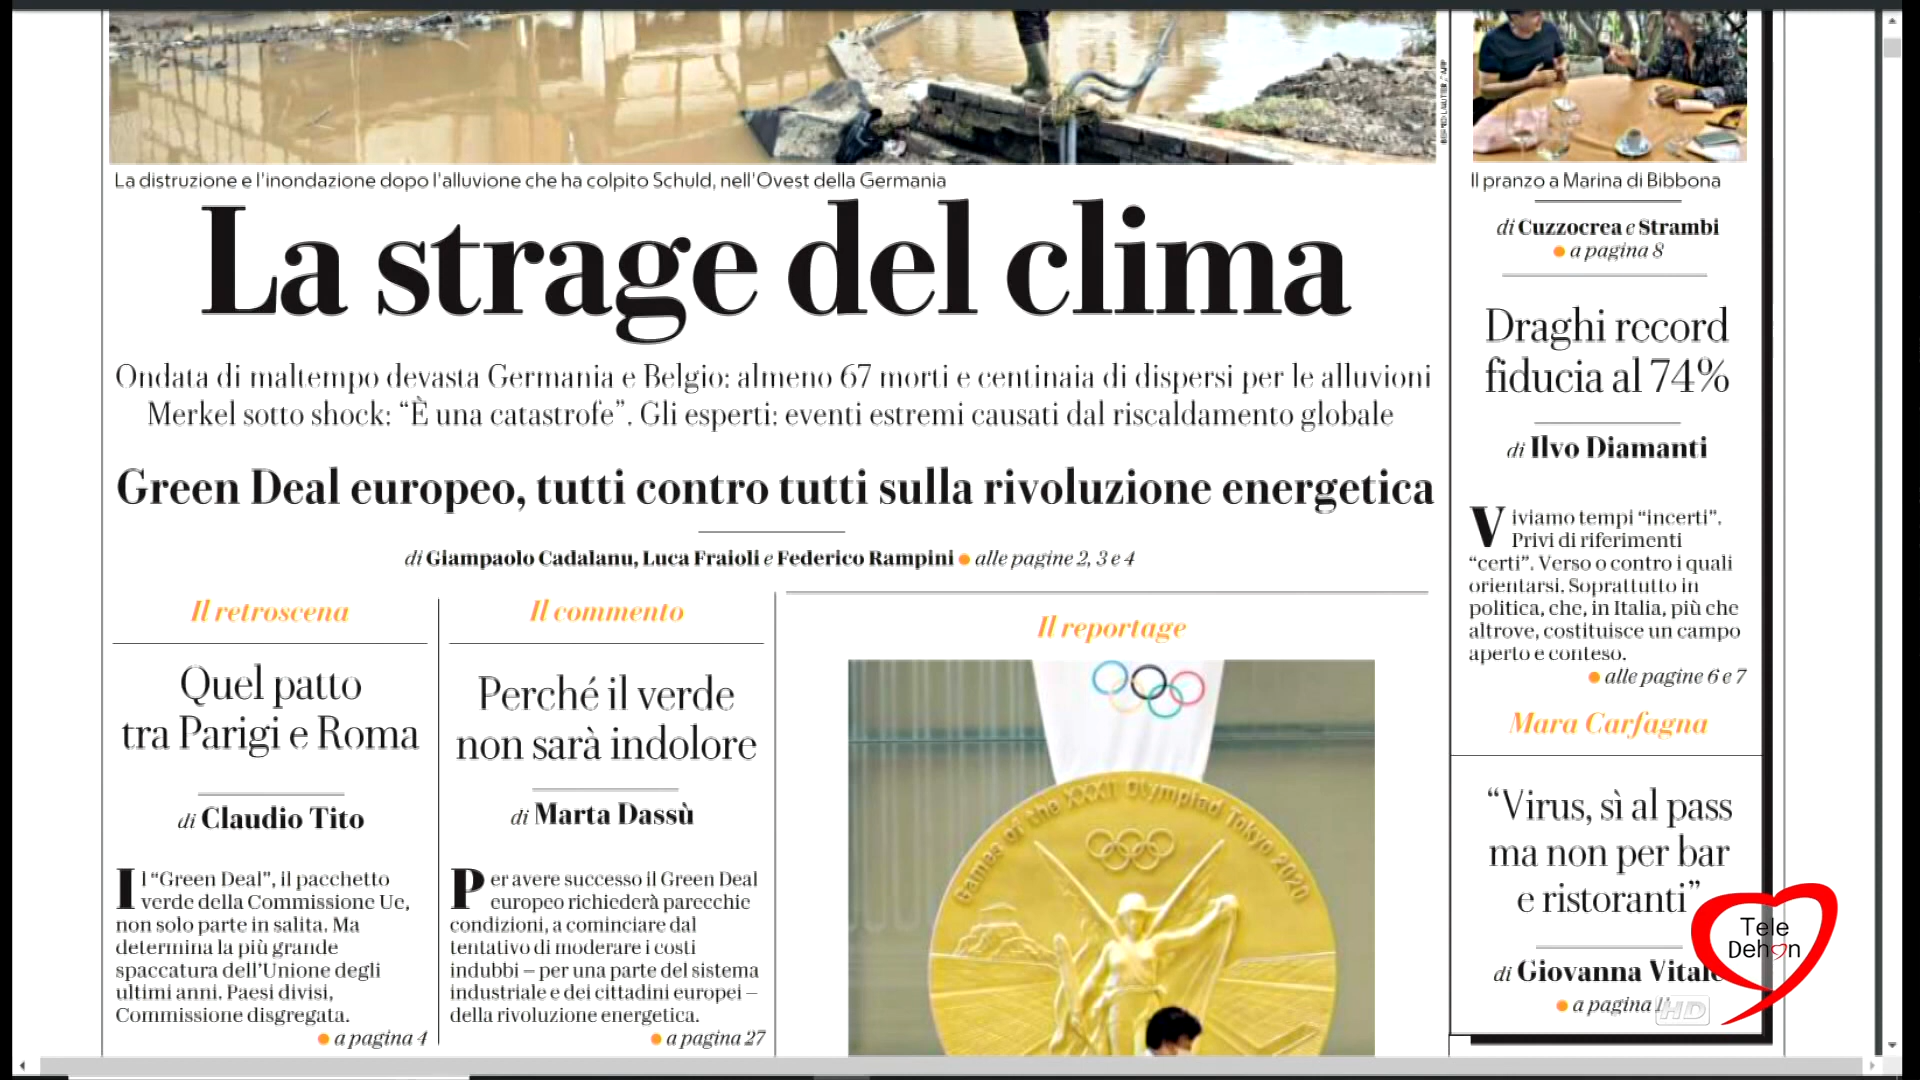 La distruzione e l'inondazione dopo l'alluvione che ha colpito Schuld, nell'Ovest della Germania
La strage del clima
Ondata di maltempo devasta Germania e Belgio: almeno 67 morti e centinaia di dispersi per le alluvioni
Merkel sotto shock: “È una catastrofe”. Gli esperti: eventi estremi causati dal riscaldamento globale
Green Deal europeo, tutti contro tutti sulla rivoluzione energetica
di Giampaolo Cadalanu, Luca Fraioli e Federico Rampini ● alle pagine 2, 3 e 4
Il retroscena
Quel patto
tra Parigi e Roma
di Claudio Tito
Il “Green Deal”, il pacchetto
verde della Commissione Ue,
non solo parte in salita. Ma
determina la più grande
spaccatura dell'Unione degli
ultimi anni. Paesi divisi,
Commissione disgregata.
● a pagina 4
Il commento
Perché il verde
non sarà indolore
di Marta Dassù
Per avere successo il Green Deal
europeo richiederà parecchie
condizioni, a cominciare dal
tentativo di moderare i costi
indubbi – per una parte del sistema
industriale e dei cittadini europei –
della rivoluzione energetica.
● a pagina 27
Il reportage
Games of the XXXII Olympiad Tokyo 2020
Il pranzo a Marina di Bibbona
di Cuzzocrea e Strambi
● a pagina 8
Draghi record
fiducia al 74%
di Ilvo Diamanti
Viviamo tempi “incerti”.
Privi di riferimenti
“certi”. Verso o contro i quali
orientarsi. Soprattutto in
politica, che, in Italia, più che
altrove, costituisce un campo
aperto e conteso.
● alle pagine 6 e 7
Mara Carfagna
“Virus, sì al pass
ma non per bar
e ristoranti”
di Giovanna Vitale
● a pagina
Tele
Dehon
HD